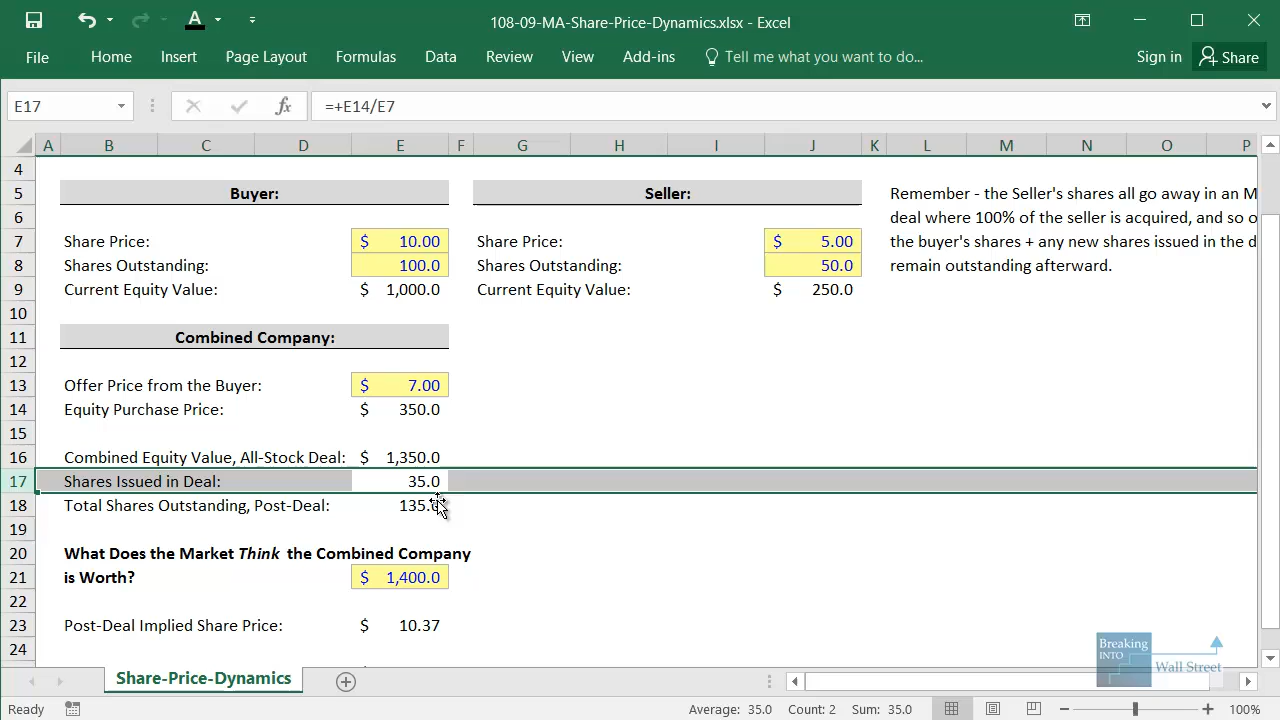 108-09-MA-Share-Price-Dynamics.xlsx - Excel
File Home Insert Page Layout Formulas Data Review View Add-ins Tell me what you want to do... Sign in Share
E17 fx =+E14/E7
A B C D E F G H I J K L M N O P
4
5 Buyer: Seller: Remember - the Seller's shares all go away in an M
6 deal where 100% of the seller is acquired, and so o
7 Share Price: $ 10.00 Share Price: $ 5.00 the buyer's shares + any new shares issued in the d
8 Shares Outstanding: 100.0 Shares Outstanding: 50.0 remain outstanding afterward.
9 Current Equity Value: $ 1,000.0 Current Equity Value: $ 250.0
10
11 Combined Company:
12
13 Offer Price from the Buyer: $ 7.00
14 Equity Purchase Price: $ 350.0
15
16 Combined Equity Value, All-Stock Deal: $ 1,350.0
17 Shares Issued in Deal: 35.0
18 Total Shares Outstanding, Post-Deal: 135.0
19
20 What Does the Market Think the Combined Company
21 is Worth? $ 1,400.0
22
23 Post-Deal Implied Share Price: $ 10.37
24
Breaking
INTO
Wall Street
Share-Price-Dynamics
Ready Average: 35.0 Count: 2 Sum: 35.0 100%